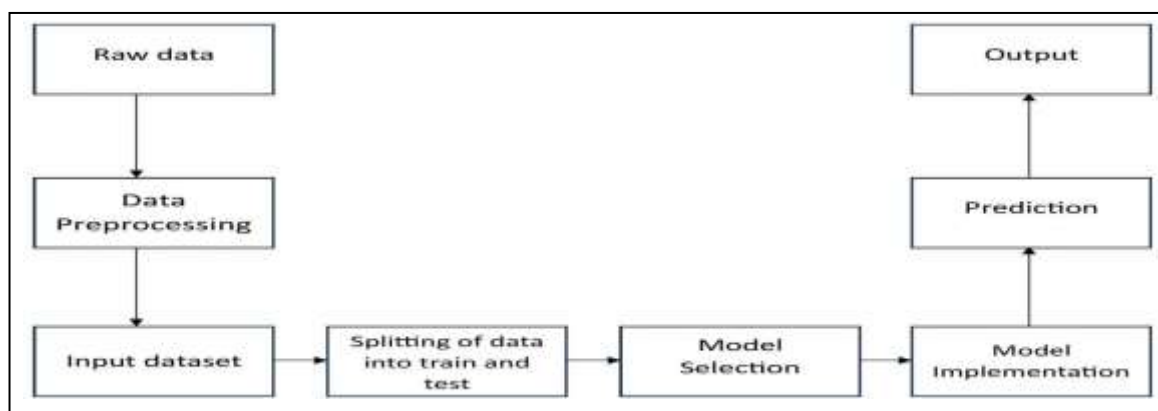 Raw data
Data
Preprocessing
Input dataset
Splitting of data
into train and
test
Model
Selection
Model
Implementation
Prediction
Output